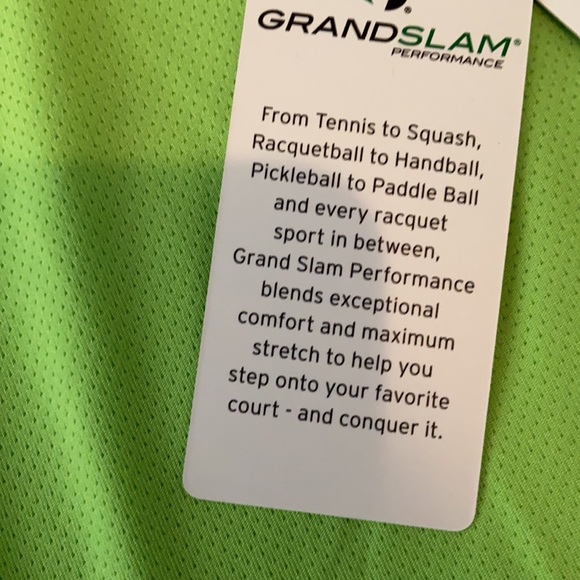 GRANDSLAM®
PERFORMANCE
From Tennis to Squash,
Racquetball to Handball,
Pickleball to Paddle Ball
and every racquet
sport in between,
Grand Slam Performance
blends exceptional
comfort and maximum
stretch to help you
step onto your favorite
court - and conquer it.